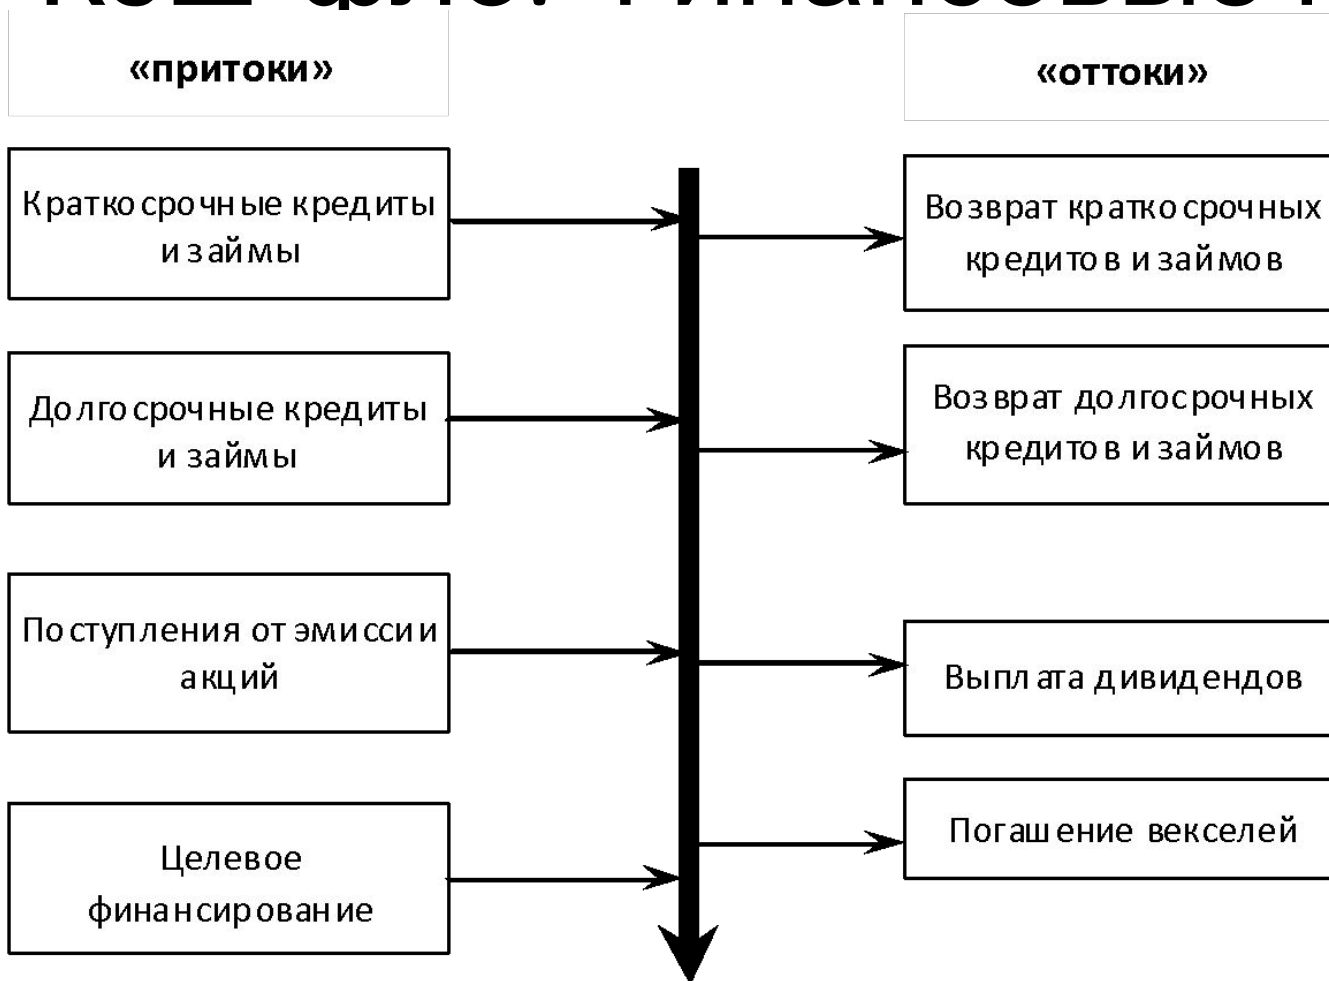 «притоки»
«оттоки»
Краткосрочные кредиты
и займы
Возврат краткосрочных
кредитов и займов
Долгосрочные кредиты
и займы
Возврат долгосрочных
кредитов и займов
Поступления от эмиссии
акций
Выплата дивидендов
Целевое
финансирование
Погашение векселей